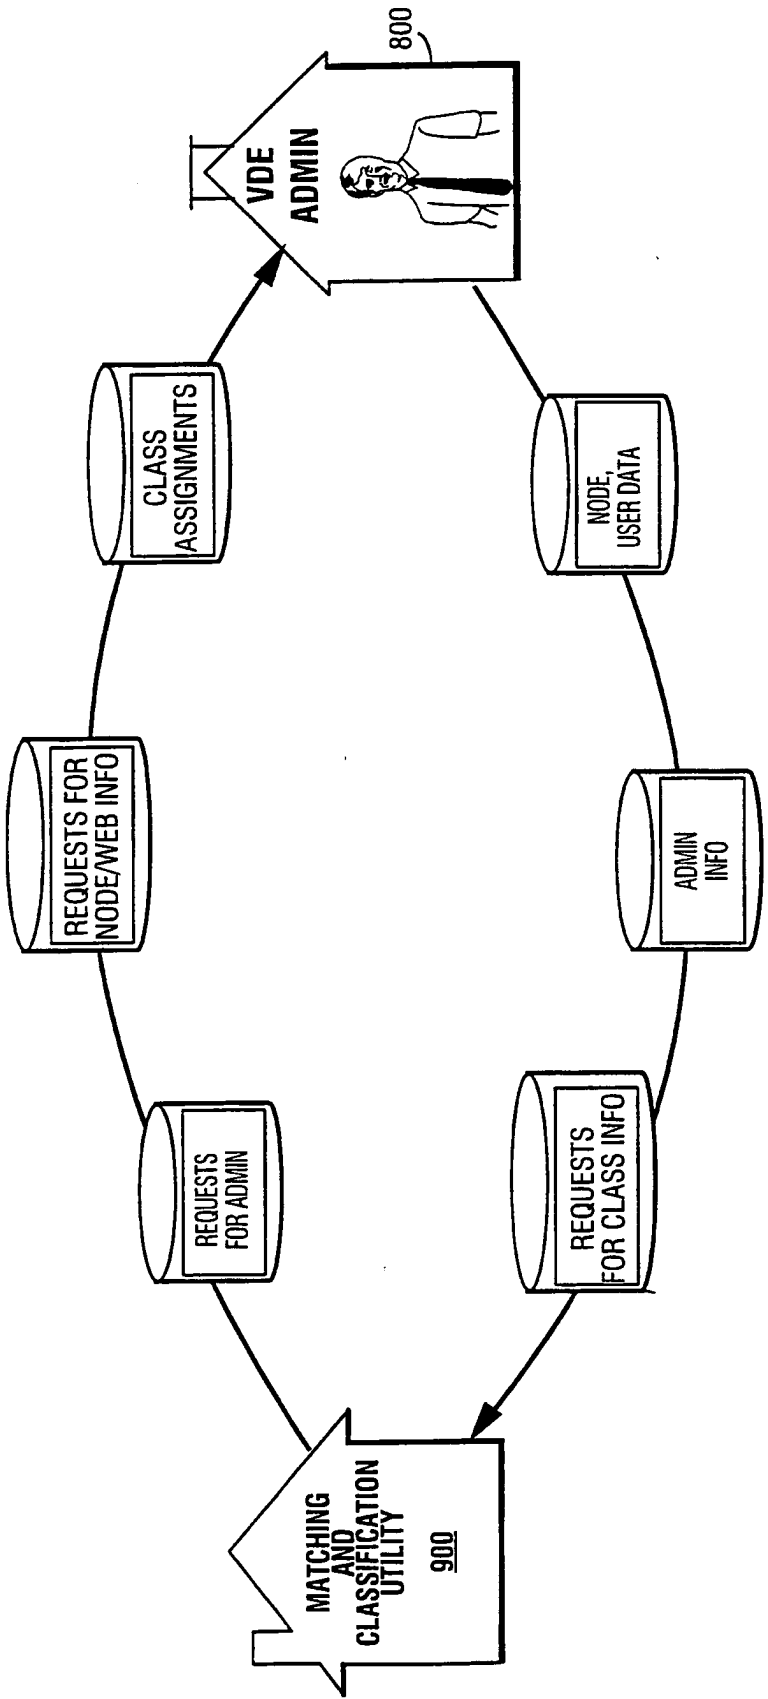 REQUESTS FOR
NODE/WEB INFO
CLASS
ASSIGNMENTS
REQUESTS
FOR ADMIN
VDE
ADMIN
800
MATCHING
AND
CLASSIFICATION
UTILITY
900
REQUESTS
FOR CLASS INFO
NODE,
USER DATA
ADMIN
INFO